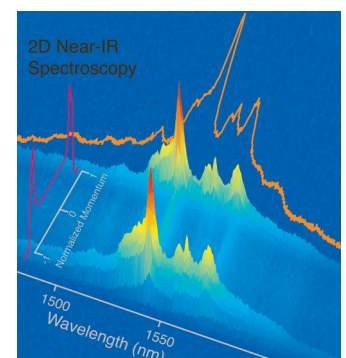 2D Near-IR
Spectroscopy
1
0
-1
Normalized Momentum
1500
1550
Wavelength (nm)